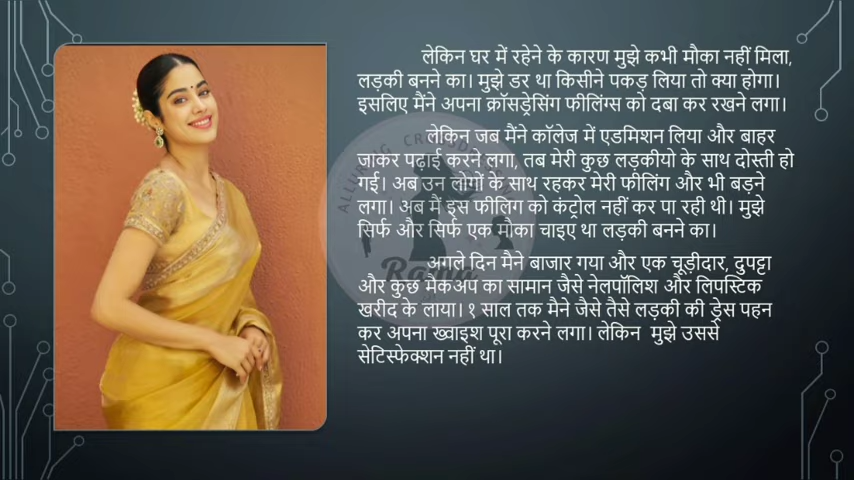 लेकिन घर में रहेने के कारण मुझे कभी मौका नहीं मिला,
लड़की बनने का। मुझे डर था किसीने पकड़ लिया तो क्या होगा।
इसलिए मैंने अपना क्रॉसड्रेसिंग फीलिंग्स को दबा कर रखने लगा।
लेकिन जब मैंने कॉलेज में एडमिशन लिया और बाहर
जाकर पढाई करने लगा, तब मेरी कुछ लड़कीयो के साथ दोस्ती हो
गई। अब उन लोगों के साथ रहकर मेरी फीलिंग और भी बड़ने
लगा। अब मैं इस फीलिंग को कंट्रोल नहीं कर पा रही थी। मुझे
सिर्फ और सिर्फ एक मौका चाइए था लड़की बनने का।
अगले दिन मैने बाजार गया और एक चूड़ीदार, दुपट्टा
और कुछ मैकअप का सामान जैसे नेलपॉलिश और लिपस्टिक
खरीद के लाया। १ साल तक मैने जैसे तैसे लड़की की ड्रेस पहन
कर अपना ख्वाइश पूरा करने लगा। लेकिन मुझे उससे
सेटिस्फेक्शन नहीं था।